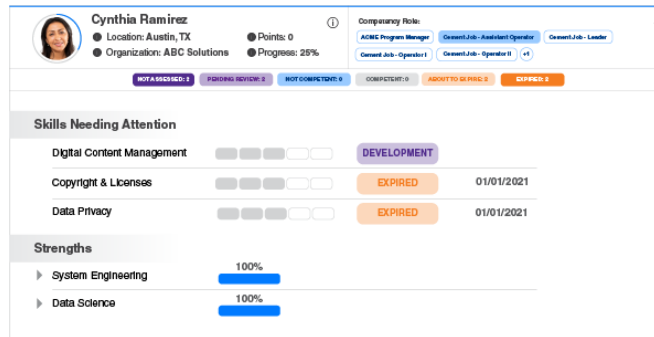 Cynthia Ramirez
Location: Austin, TX
Points: 0
Organization: ABC Solutions
Progress: 25%
Competency Role:
ACME Program Manager
Cement Job - Assistant Operator
Cement Job - Leader
Cement Job - Operator I
Cement Job - Operator II
+1
NOT ASSESSED: 2
PENDING REVIEW: 2
NOT COMPETENT: 0
COMPETENT: 0
ABOUT TO EXPIRE: 2
EXPIRED: 2
Skills Needing Attention
Digital Content Management
DEVELOPMENT
Copyright & Licenses
EXPIRED
01/01/2021
Data Privacy
EXPIRED
01/01/2021
Strengths
System Engineering
100%
Data Science
100%